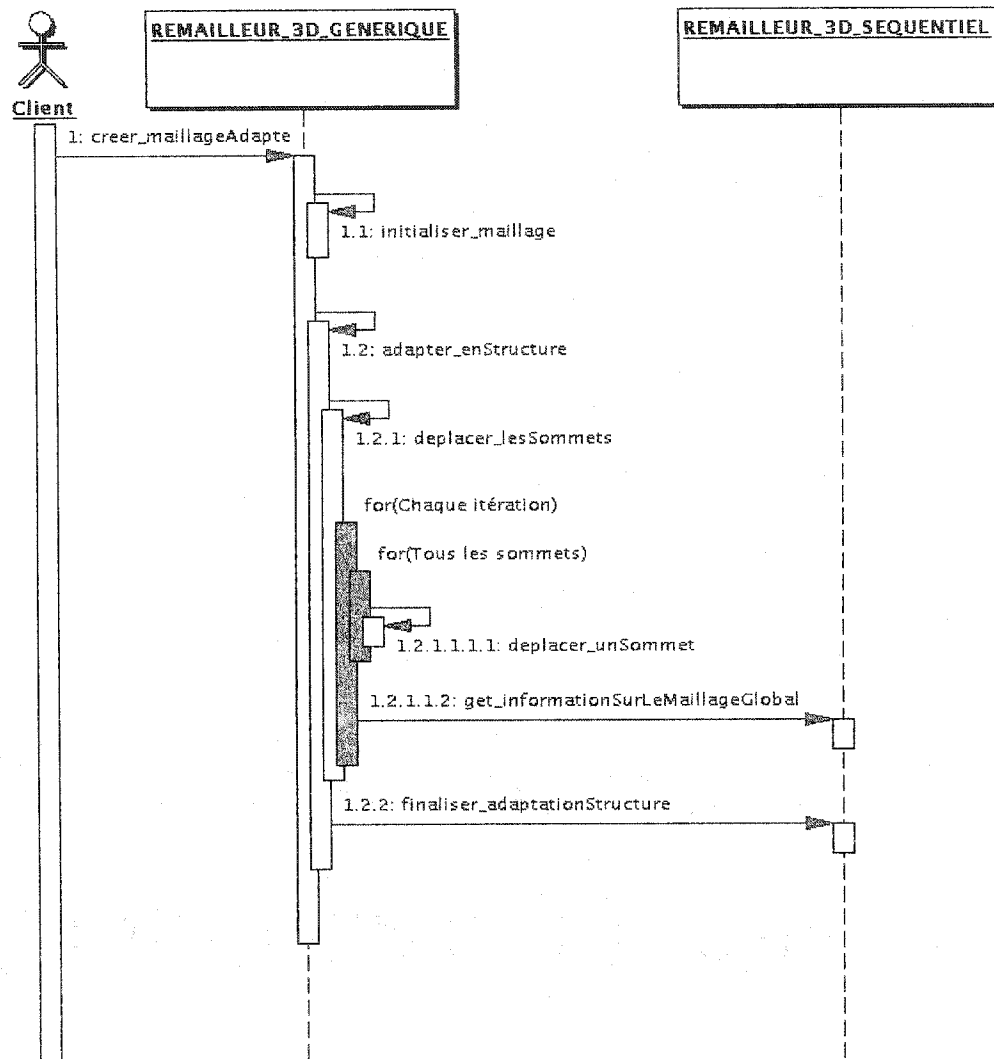 REMAILLEUR_3D_GENERIQUE
REMAILLEUR_3D_SEQUENTIEL
Client
1: creer_maillageAdapte
1.1: initialiser_maillage
1.2: adapter_enStructure
1.2.1: deplacer_lesSommets
for(Chaque itération)
for(Tous les sommets)
1.2.1.1.1.1: deplacer_unSommet
1.2.1.1.2: get_informationSurLeMaillageGlobal
1.2.2: finaliser_adaptationStructure